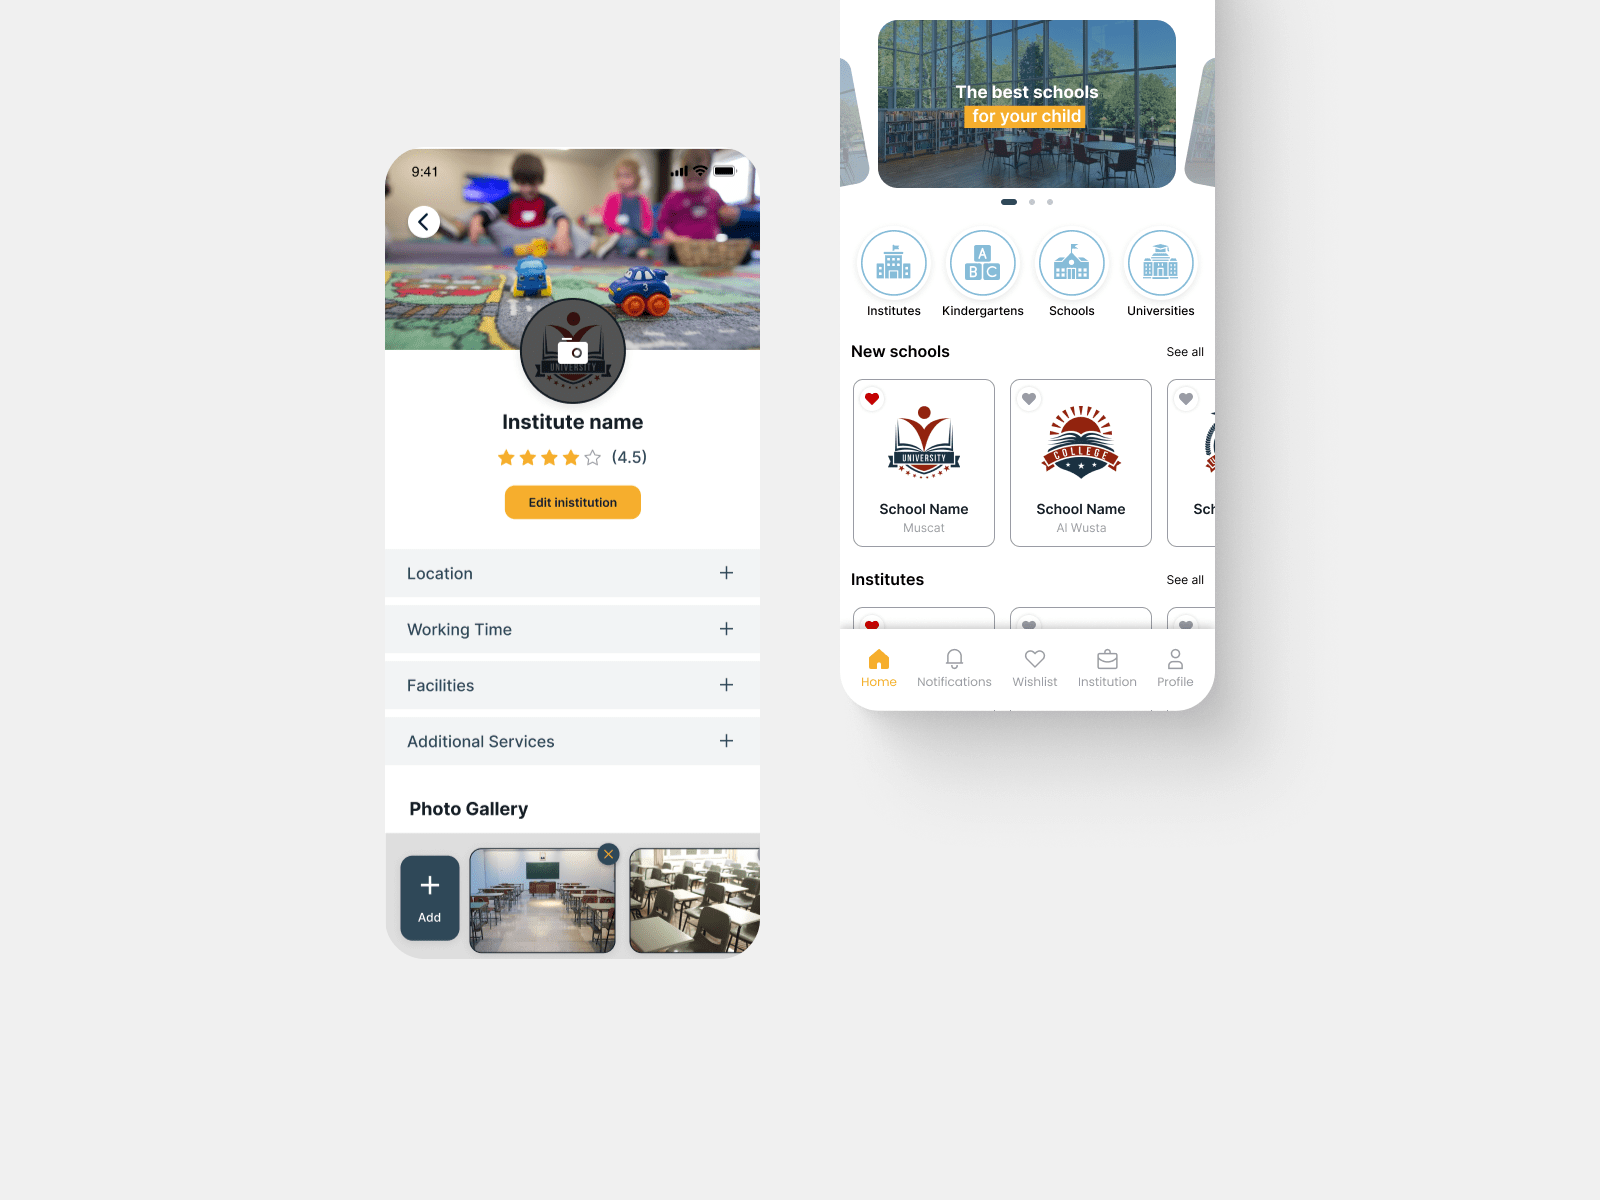 9:41
3
UNIVERSITY
Institute name
(4.5)
Edit inistitution
Location
Working Time
Facilities
Additional Services
Photo Gallery
Add
The best schools
for your child
A
B C
Institutes
Kindergartens
Schools
Universities
New schools
See all
UNIVERSITY
School Name
Muscat
COLLEGE
School Name
Al Wusta
Sch
Institutes
See all
Home
Notifications
Wishlist
Institution
Profile